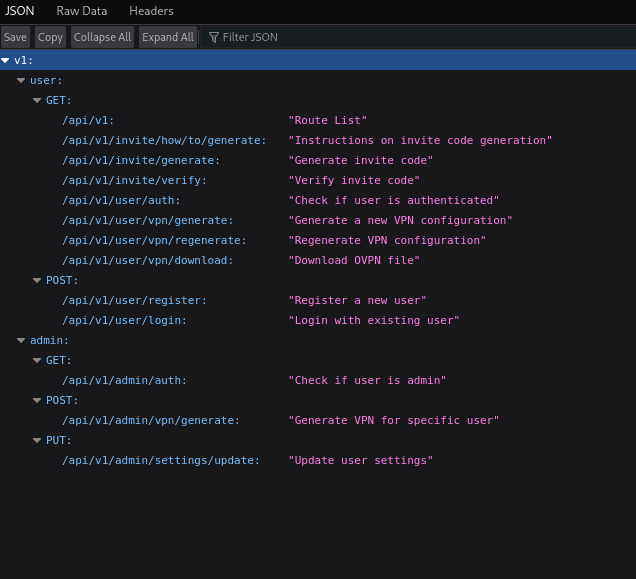 JSON Raw Data Headers
Save Copy Collapse All Expand All Filter JSON
v1:
user:
GET:
/api/v1: "Route List"
/api/v1/invite/how/to/generate: "Instructions on invite code generation"
/api/v1/invite/generate: "Generate invite code"
/api/v1/invite/verify: "Verify invite code"
/api/v1/user/auth: "Check if user is authenticated"
/api/v1/user/vpn/generate: "Generate a new VPN configuration"
/api/v1/user/vpn/regenerate: "Regenerate VPN configuration"
/api/v1/user/vpn/download: "Download OVPN file"
POST:
/api/v1/user/register: "Register a new user"
/api/v1/user/login: "Login with existing user"
admin:
GET:
/api/v1/admin/auth: "Check if user is admin"
POST:
/api/v1/admin/vpn/generate: "Generate VPN for specific user"
PUT:
/api/v1/admin/settings/update: "Update user settings"